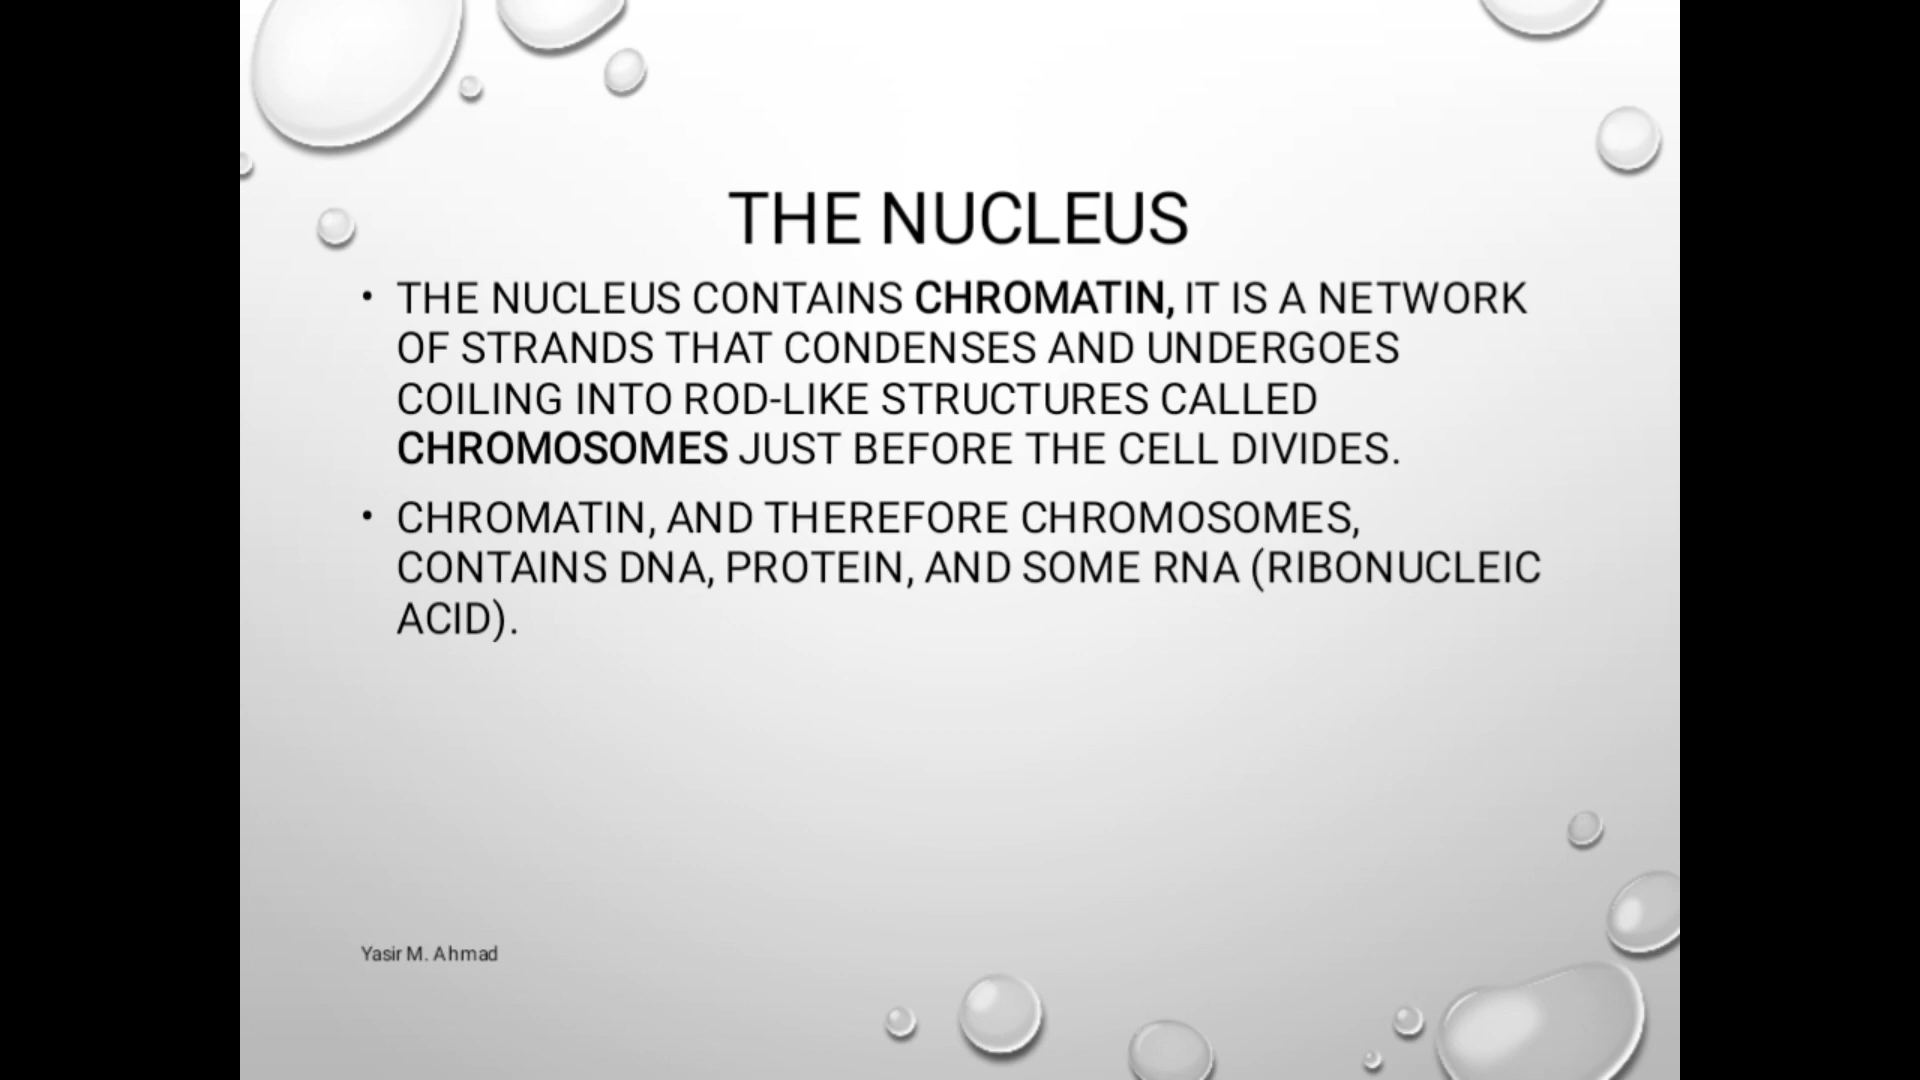 THE NUCLEUS
• THE NUCLEUS CONTAINS CHROMATIN, IT IS A NETWORK
OF STRANDS THAT CONDENSES AND UNDERGOES
COILING INTO ROD-LIKE STRUCTURES CALLED
CHROMOSOMES JUST BEFORE THE CELL DIVIDES.
• CHROMATIN, AND THEREFORE CHROMOSOMES,
CONTAINS DNA, PROTEIN, AND SOME RNA (RIBONUCLEIC
ACID).
Yasir M. Ahmad